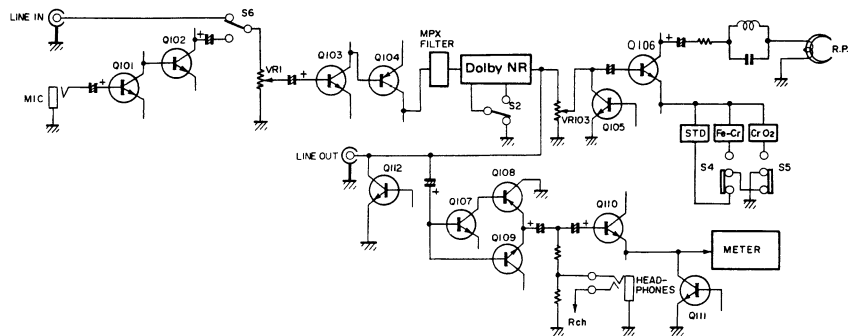 LINE IN
S6
Q101
Q102
MIC
VR1
Q103
Q104
MPX
FILTER
Dolby NR
S2
VR103
Q105
Q106
R.P.
STD
Fe-Cr
CrO2
S4
S5
LINE OUT
Q112
Q107
Q108
Q109
Q110
METER
HEAD-
PHONES
Rch
Q111